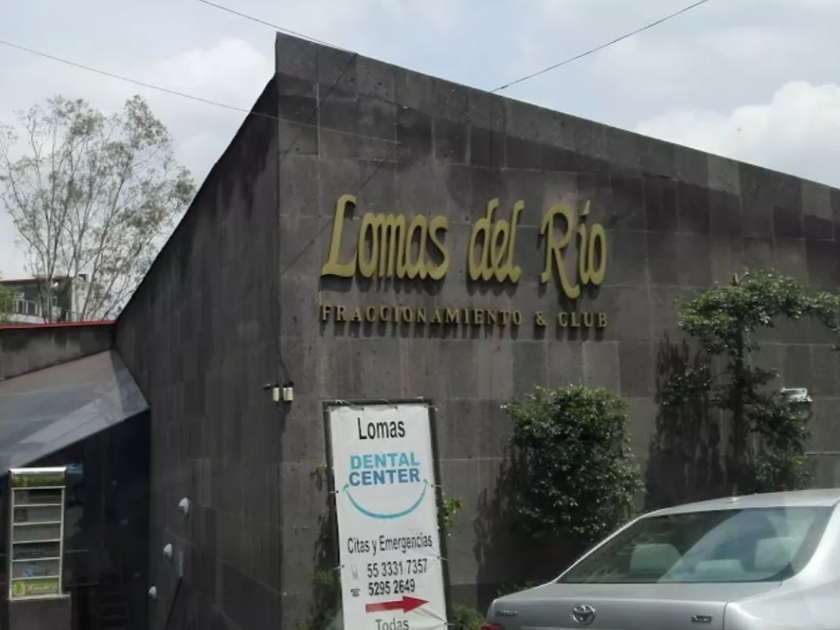 Lomas del Río
FRACCIONAMIENTO & CLUB
Lomas
DENTAL
CENTER
Citas y Emergencias
55 3331 7357
5295 2649
Todas